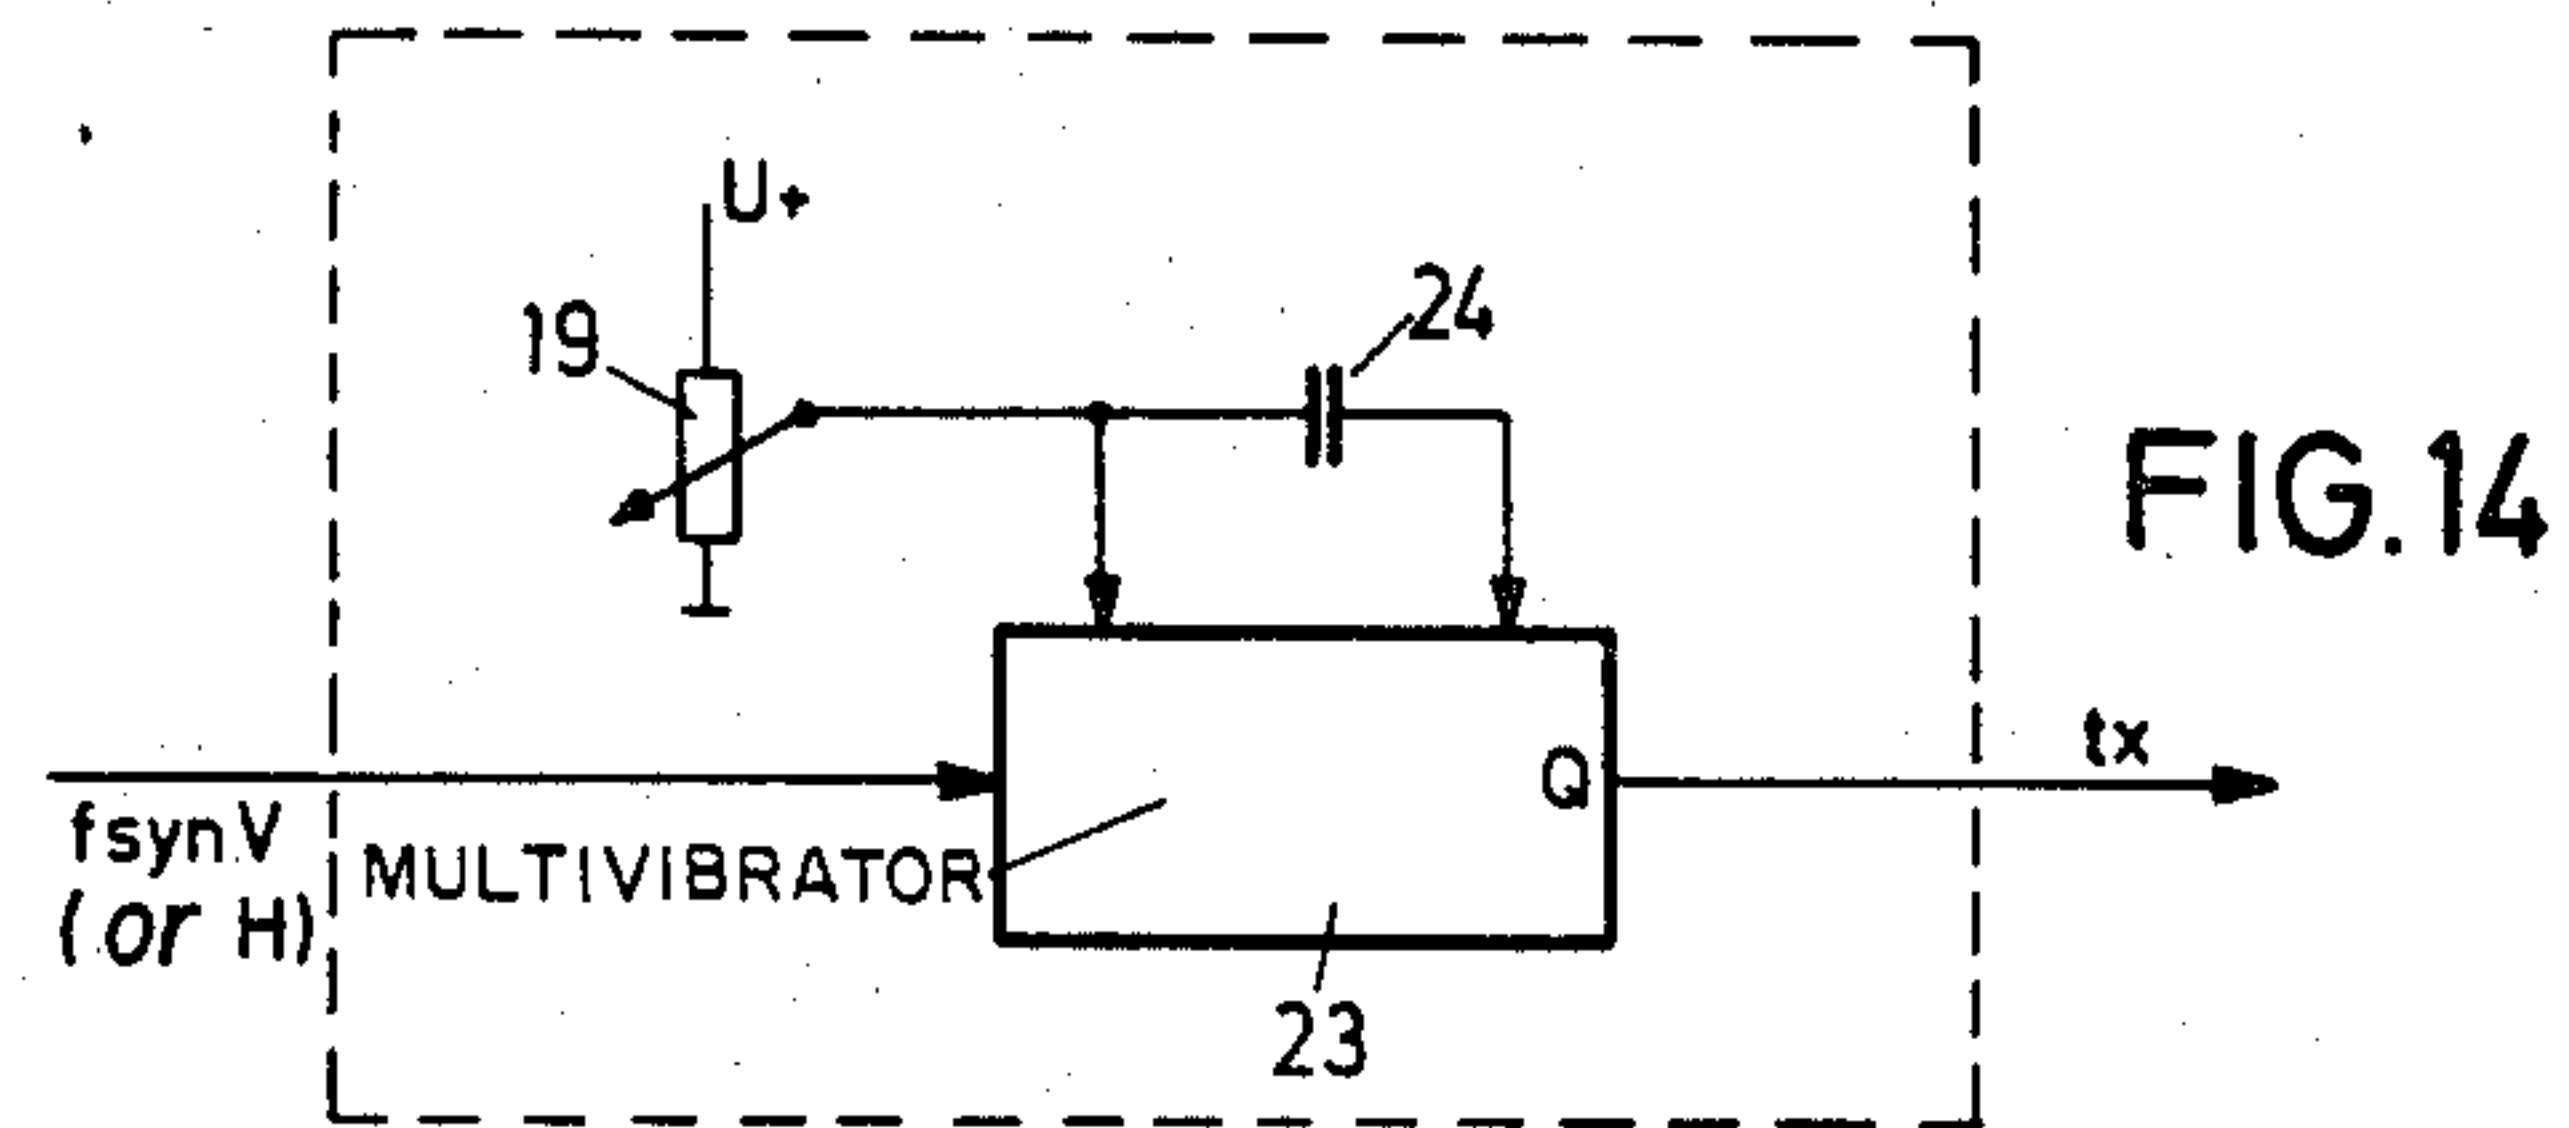 U+
19
24
FIG.14
tx
Q
fsynV
(or H)
MULTIVIBRATOR
23